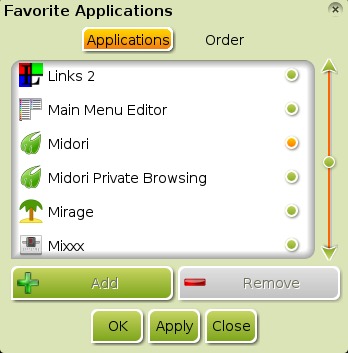 Favorite Applications
Applications Order
Links 2
Main Menu Editor
Midori
Midori Private Browsing
Mirage
Mixxx
Add Remove
OK Apply Close